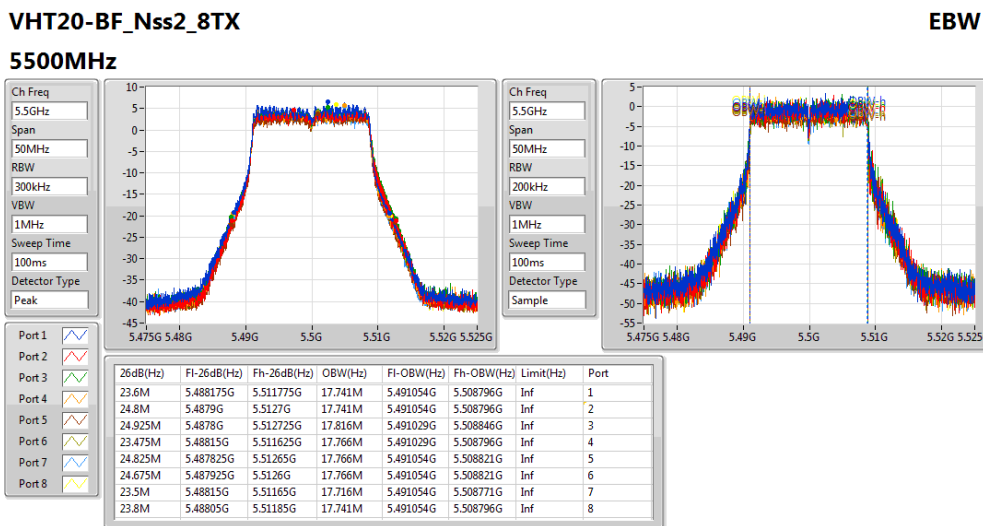 VHT20-BF_Nss2_8TX EBW
5500MHz
Ch Freq
5.5GHz
Span
50MHz
RBW
300kHz
VBW
1MHz
Sweep Time
100ms
Detector Type
Peak
10
5
0
-5
-10
-15
-20
-25
-30
-35
-40
-45
5.475G 5.48G 5.49G 5.5G 5.51G 5.52G 5.525G
Ch Freq
5.5GHz
Span
50MHz
RBW
200kHz
VBW
1MHz
Sweep Time
100ms
Detector Type
Sample
5
0
-5
-10
-15
-20
-25
-30
-35
-40
-45
-50
-55
5.475G 5.48G 5.49G 5.5G 5.51G 5.52G 5.525
Port 1
Port 2
Port 3
Port 4
Port 5
Port 6
Port 7
Port 8
26dB(Hz) Fl-26dB(Hz) Fh-26dB(Hz) OBW(Hz) Fl-OBW(Hz) Fh-OBW(Hz) Limit(Hz) Port
23.6M 5.488175G 5.511775G 17.741M 5.491054G 5.508796G Inf 1
24.8M 5.4879G 5.5127G 17.741M 5.491054G 5.508796G Inf 2
24.925M 5.4878G 5.512725G 17.816M 5.491029G 5.508846G Inf 3
23.475M 5.48815G 5.511625G 17.766M 5.491029G 5.508796G Inf 4
24.825M 5.487825G 5.51265G 17.766M 5.491054G 5.508821G Inf 5
24.675M 5.487925G 5.5126G 17.766M 5.491054G 5.508821G Inf 6
23.5M 5.48815G 5.51165G 17.716M 5.491054G 5.508771G Inf 7
23.8M 5.48805G 5.51185G 17.741M 5.491054G 5.508796G Inf 8